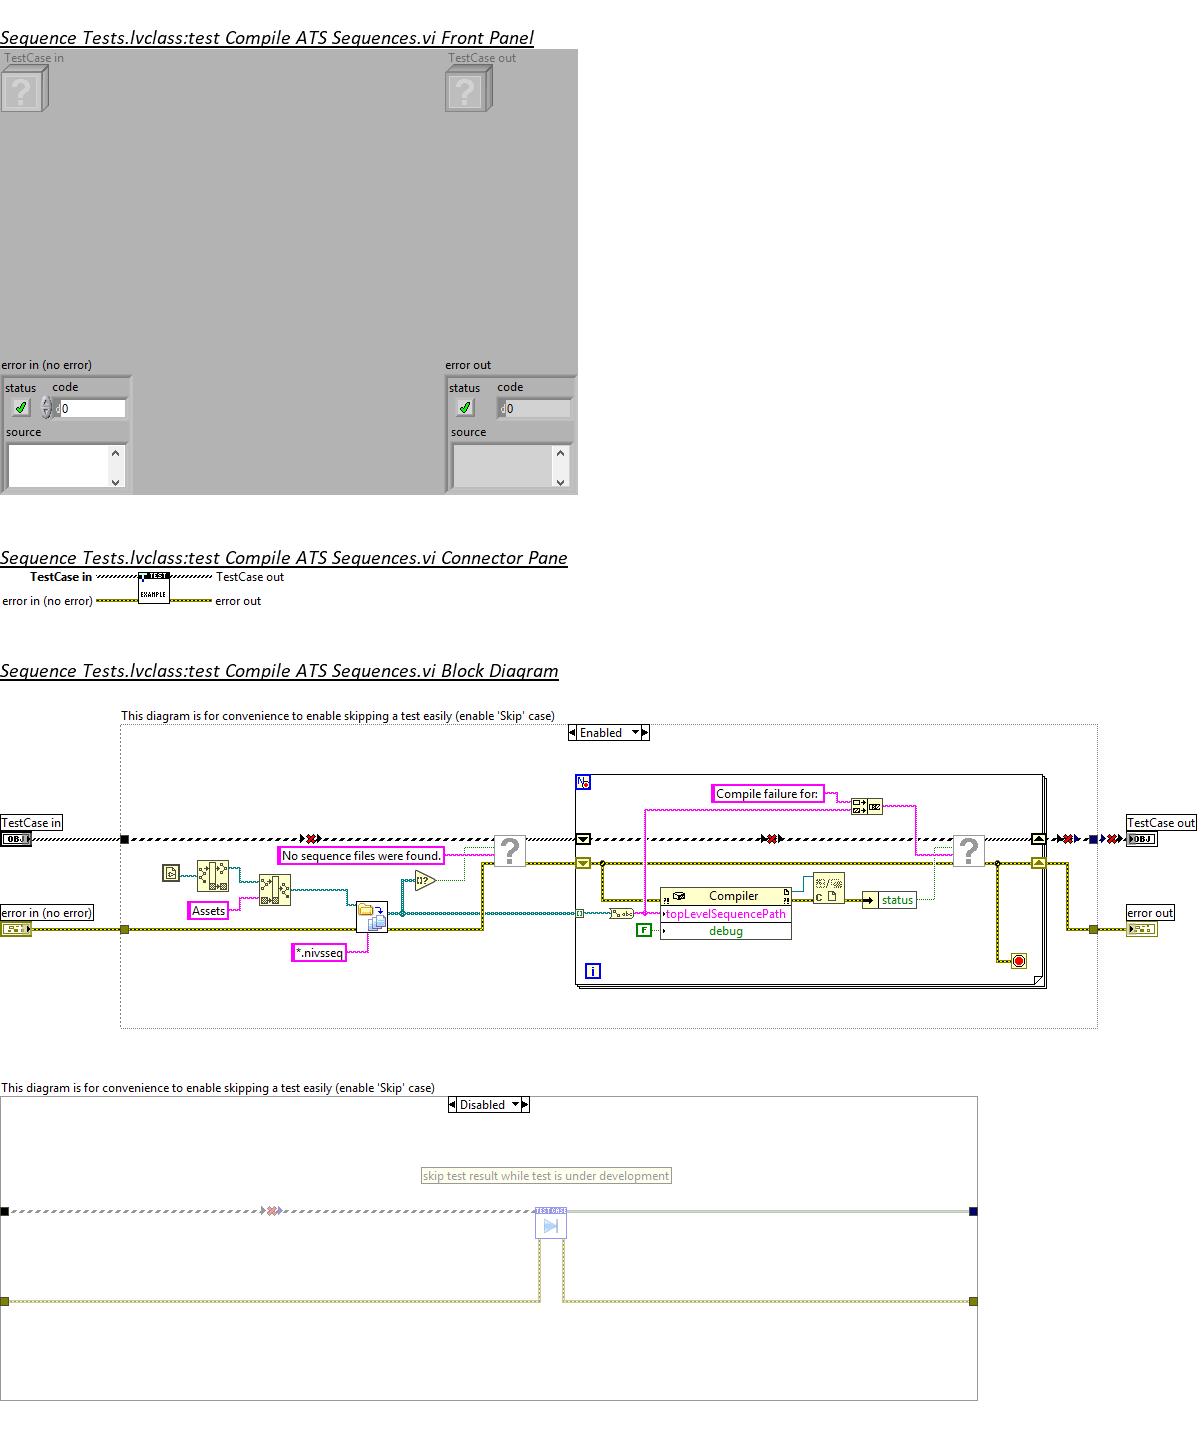 Sequence Tests.lvclass:test Compile ATS Sequences.vi Front Panel
TestCase in
TestCase out
?
?
error in (no error)
error out
status
code
status
code
d
0
d
0
source
source
Sequence Tests.lvclass:test Compile ATS Sequences.vi Connector Pane
TestCase in
TEST
EXAMPLE
TestCase out
error in (no error)
error out
Sequence Tests.lvclass:test Compile ATS Sequences.vi Block Diagram
This diagram is for convenience to enable skipping a test easily (enable 'Skip' case)
Enabled
N
Compile failure for:
TestCase in
TestCase out
OBJ
OBJ
No sequence files were found.
?
?
Compiler
Assets
status
topLevelSequencePath
error in (no error)
error out
F
debug
*.nivsseq
i
This diagram is for convenience to enable skipping a test easily (enable 'Skip' case)
Disabled
skip test result while test is under development
TEST CASE